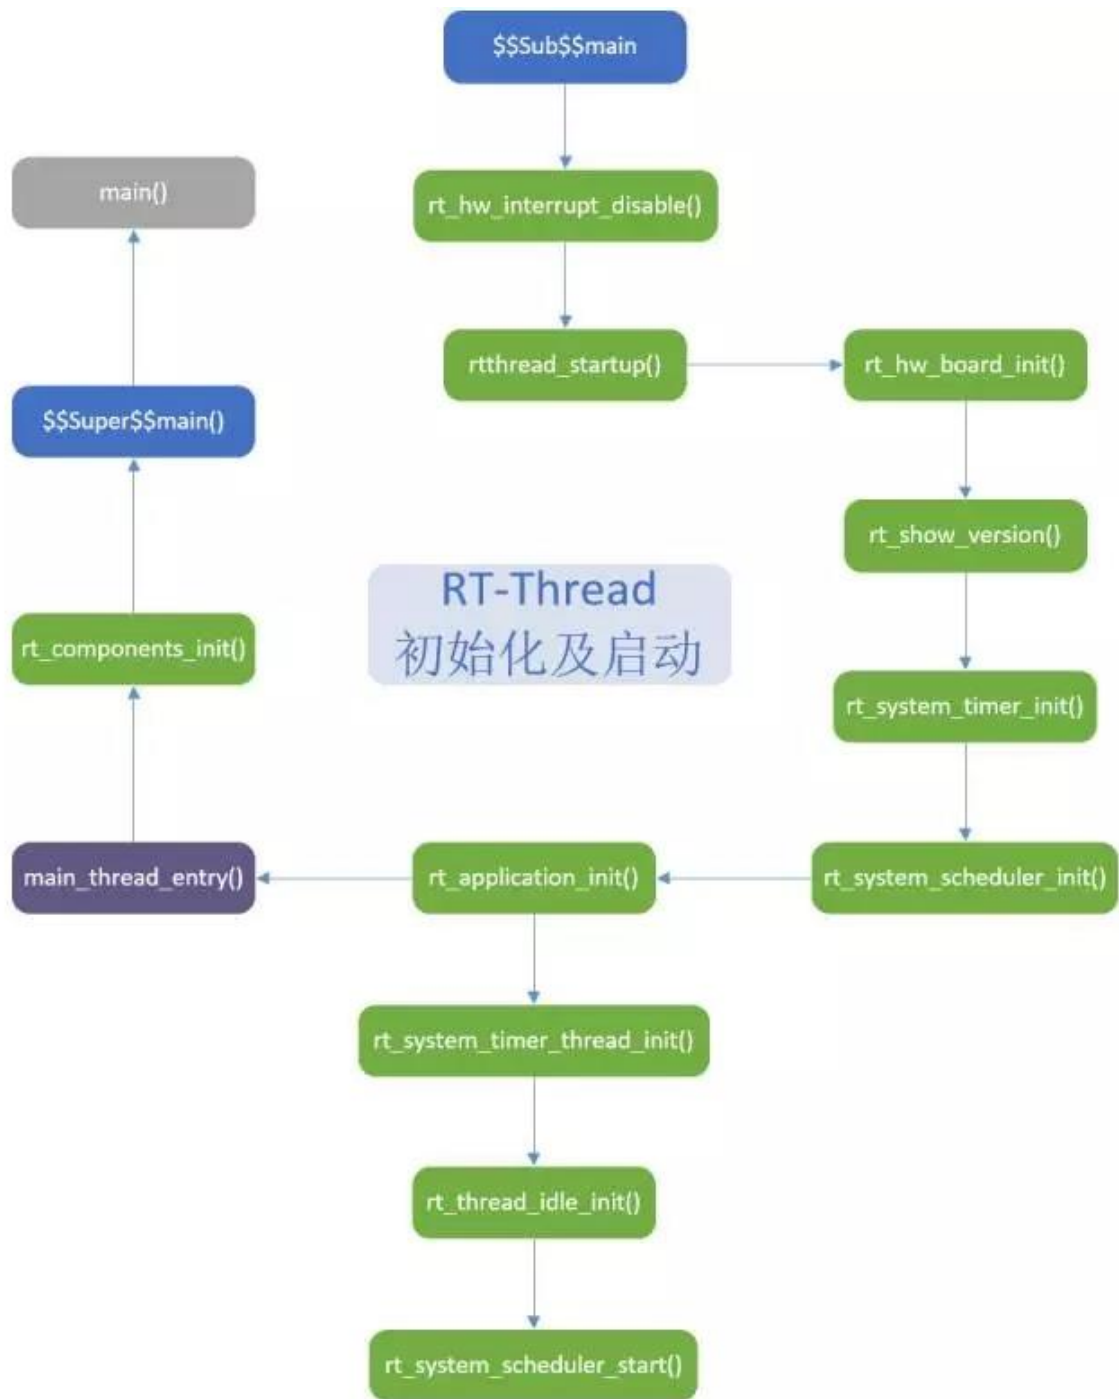 $$Sub$$main
main()
rt_hw_interrupt_disable()
rtthread_startup()
rt_hw_board_init()
$$Super$$main()
rt_show_version()
RT-Thread
初始化及启动
rt_components_init()
rt_system_timer_init()
main_thread_entry()
rt_application_init()
rt_system_scheduler_init()
rt_system_timer_thread_init()
rt_thread_idle_init()
rt_system_scheduler_start()